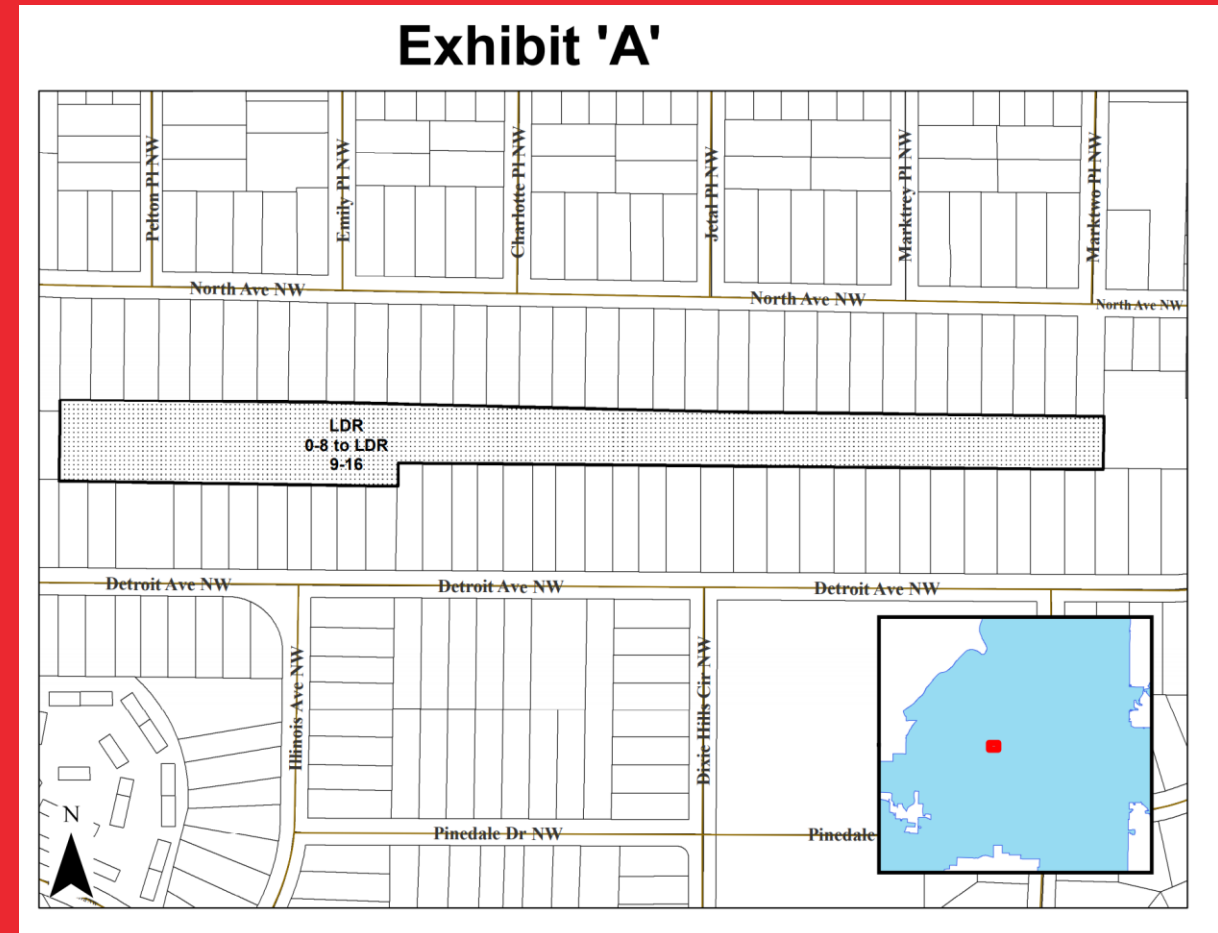 Exhibit 'A'
Pelton Pl NW
Emily Pl NW
Charlotte Pl NW
Jetal Pl NW
Marktrey Pl NW
Marktwo Pl NW
North Ave NW
North Ave NW
North Ave NW
LDR
0-8 to LDR
9-16
Detroit Ave NW
Detroit Ave NW
Detroit Ave NW
Illinois Ave NW
Dixie Hills Cir NW
N
Pinedale Dr NW
Pinedale